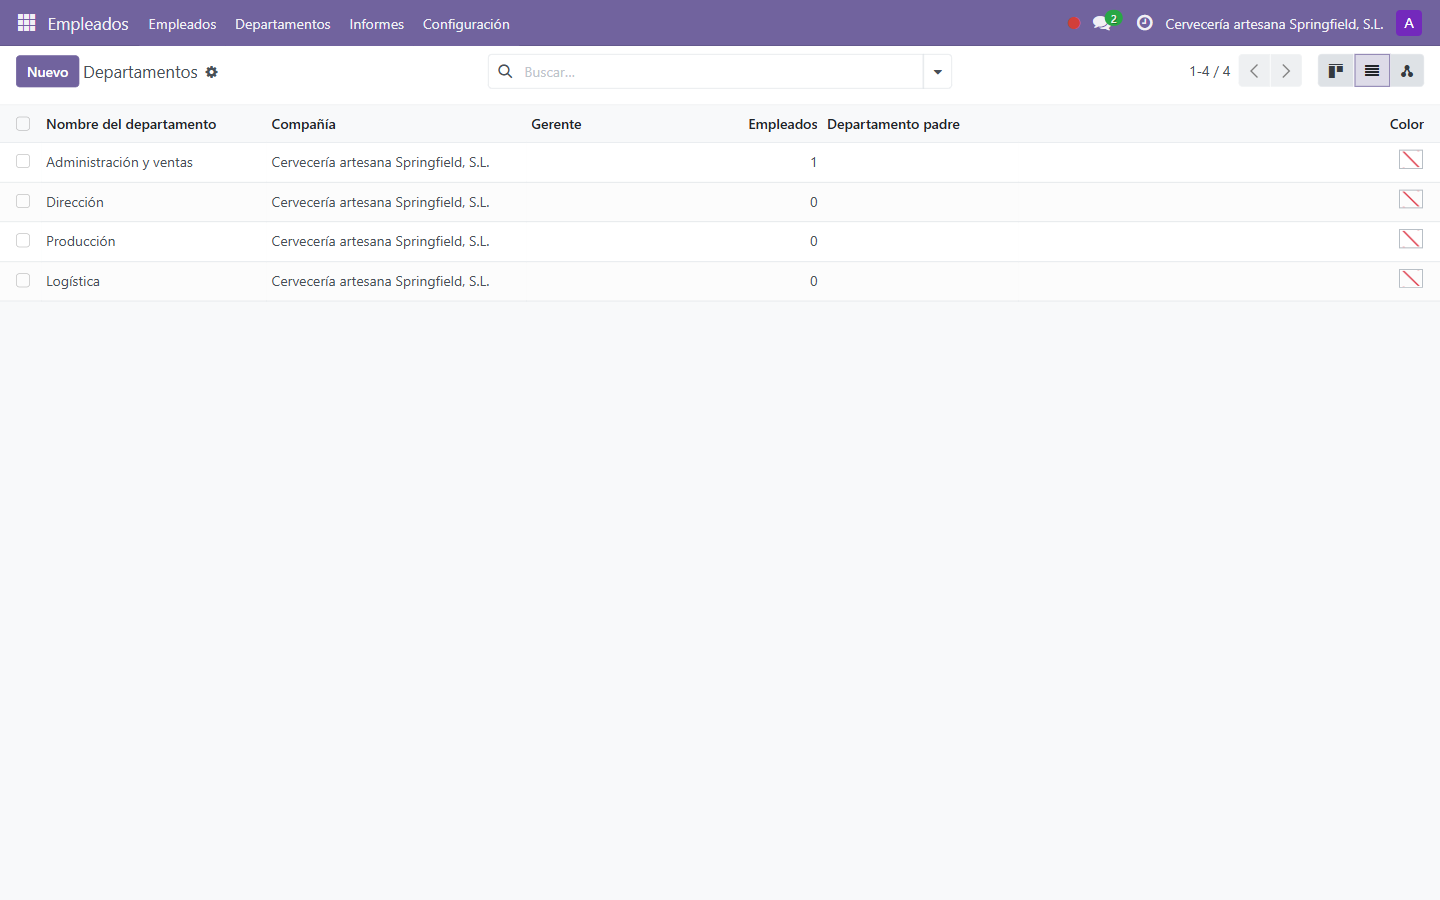 Empleados Empleados Departamentos Informes Configuración 2 Cervecería artesana Springfield, S.L. A
Nuevo Departamentos Buscar... 1-4 / 4
Nombre del departamento Compañía Gerente Empleados Departamento padre Color
Administración y ventas Cervecería artesana Springfield, S.L. 1
Dirección Cervecería artesana Springfield, S.L. 0
Producción Cervecería artesana Springfield, S.L. 0
Logística Cervecería artesana Springfield, S.L. 0